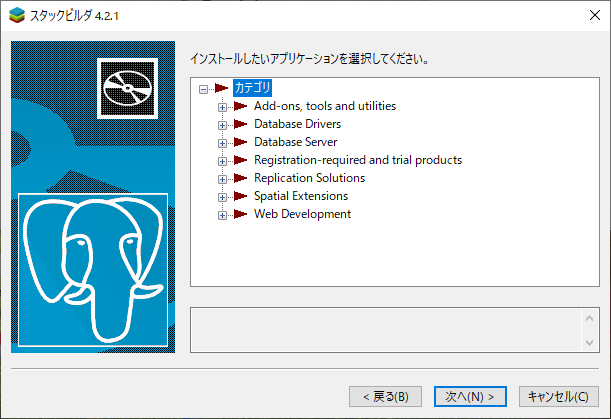 スタックビルダ 4.2.1
インストールしたいアプリケーションを選択してください。
カテゴリ
Add-ons, tools and utilities
Database Drivers
Database Server
Registration-required and trial products
Replication Solutions
Spatial Extensions
Web Development
< 戻る(B)
次へ(N) >
キャンセル(C)